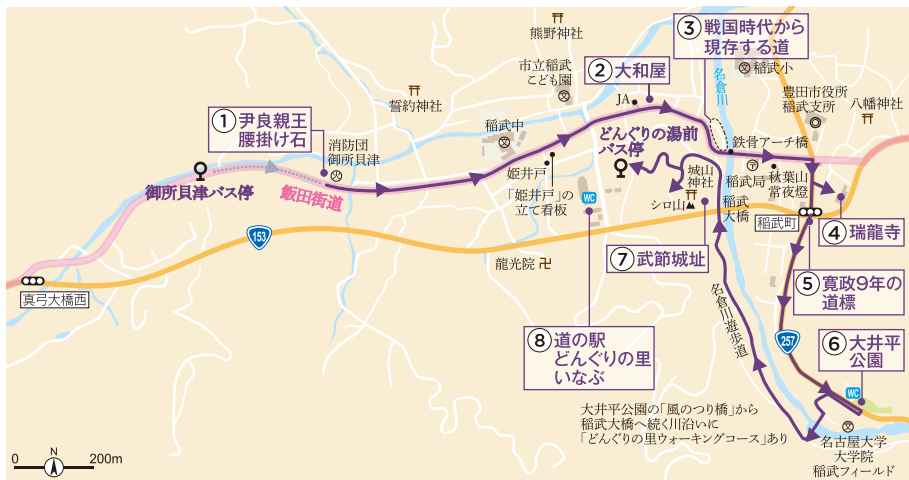 熊野神社
③戦国時代から
現存する道
市立稲武
こども園
②大和屋
JA
名倉川
稲武小
豊田市役所
稲武支所
八幡神社
誓約神社
①尹良親王
腰掛け石
消防団
御所貝津
稲武中
どんぐりの湯前
バス停
鉄骨アーチ橋
御所貝津バス停
飯田街道
姫井戸
「姫井戸」の
立て看板
WC
城山
神社
シロ山
稲武局
秋葉山
常夜燈
稲武
大橋
稲武町
④瑞龍寺
153
龍光院
⑦武節城址
⑤寛政9年の
道標
真弓大橋西
名倉川遊歩道
⑧道の駅
どんぐりの里
いなぶ
257
⑥大井平
公園
WC
大井平公園の「風のつり橋」から
稲武大橋へ続く川沿いに
「どんぐりの里ウォーキングコース」あり
名古屋大学
大学院
稲武フィールド
0 N 200m